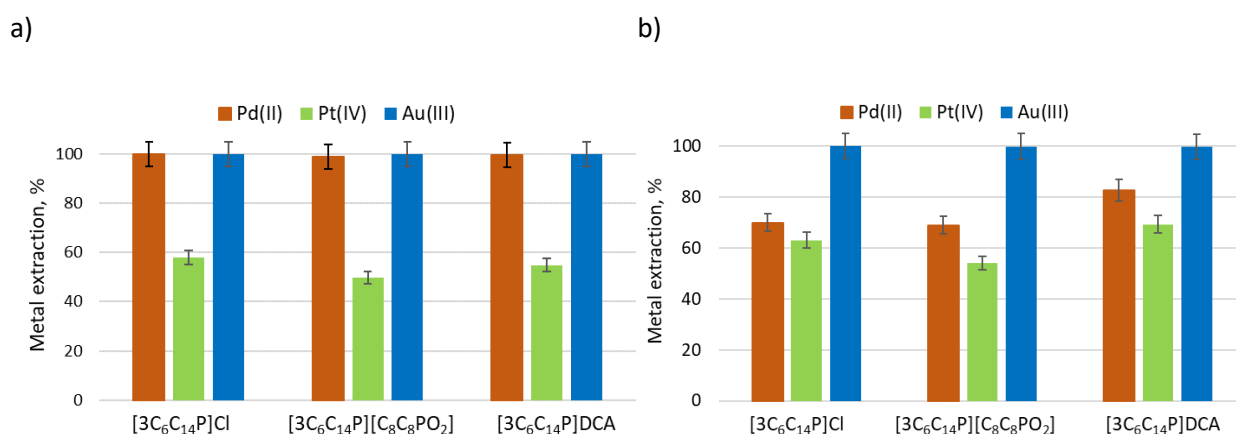 a)
Pd(II) Pt(IV) Au(III)
Metal extraction, %
100
80
60
40
20
0
[3C₆C₁₄P]Cl [3C₆C₁₄P][C₈C₈PO₂] [3C₆C₁₄P]DCA
b)
Pd(II) Pt(IV) Au(III)
Metal extraction, %
100
80
60
40
20
0
[3C₆C₁₄P]Cl [3C₆C₁₄P][C₈C₈PO₂] [3C₆C₁₄P]DCA